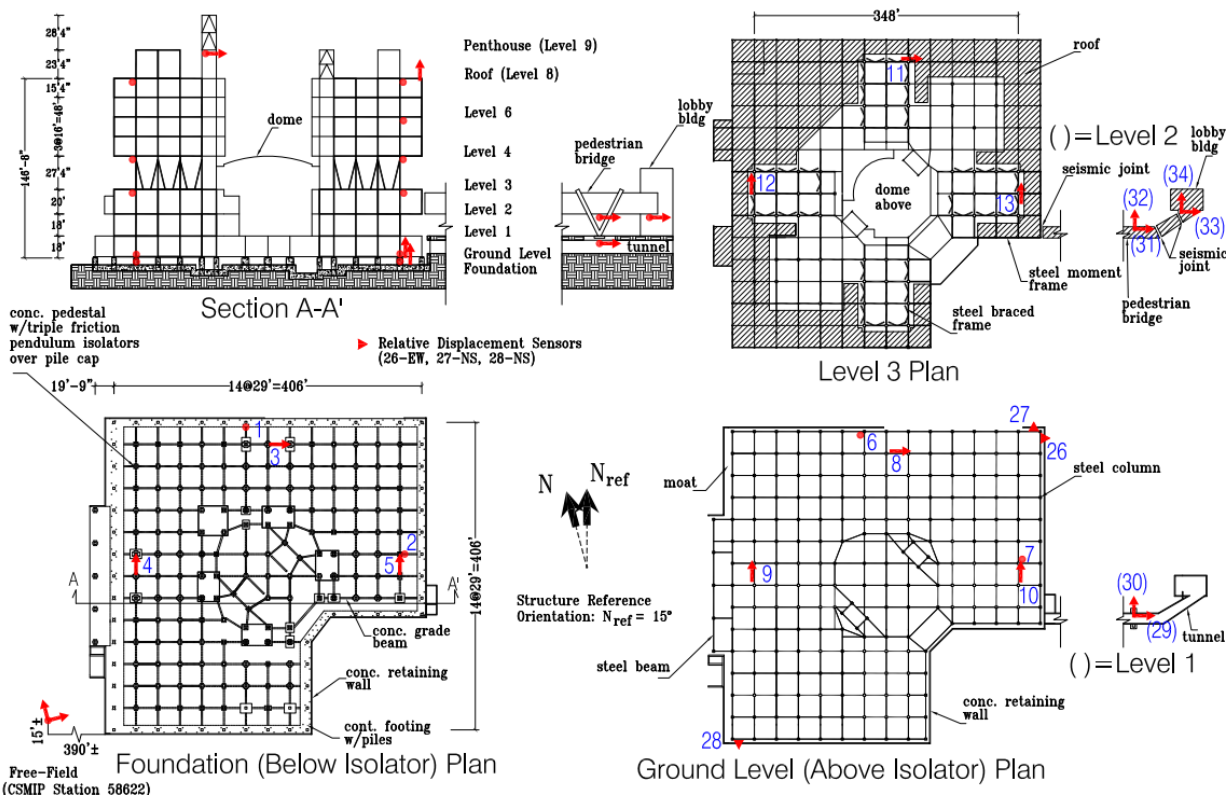 28'4"
23'4"
15'4"
3@16'=48'
27'4"
20'
18'
18'
146'-8"
dome
Penthouse (Level 9)
Roof (Level 8)
Level 6
Level 4
Level 3
Level 2
Level 1
Ground Level
Foundation
pedestrian
bridge
lobby
bldg
tunnel
Section A-A'
348'
roof
11
12
13
dome
above
( )=Level 2
lobby
bldg
seismic joint
(34)
(32)
(33)
(31)
seismic
joint
steel moment
frame
pedestrian
bridge
steel braced
frame
Level 3 Plan
conc. pedestal
w/triple friction
pendulum isolators
over pile cap
Relative Displacement Sensors
(26-EW, 27-NS, 28-NS)
19'-9"
14@29'=406'
14@29'=406'
1
3
2
4
5
A
A'
conc. grade
beam
conc. retaining
wall
cont. footing
w/piles
15'±
390'±
Free-Field
(CSMIP Station 58622)
Foundation (Below Isolator) Plan
N
Nref
Structure Reference
Orientation: Nref = 15°
27
26
6
8
moat
steel column
7
9
10
steel beam
conc. retaining
wall
28
(30)
(29)
tunnel
( )=Level 1
Ground Level (Above Isolator) Plan